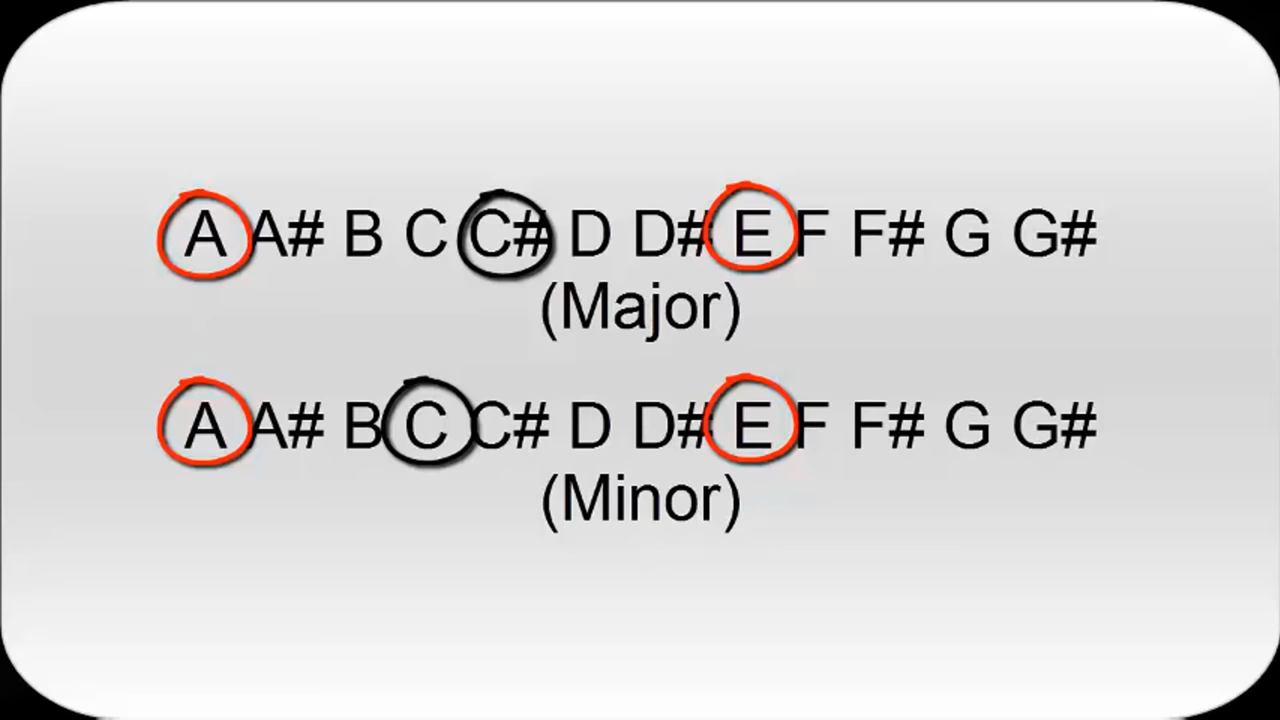 A A# B C C# D D# E F F# G G#
(Major)
A A# B C C# D D# E F F# G G#
(Minor)